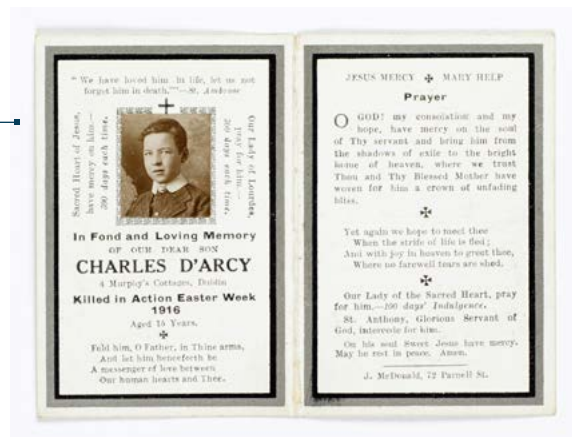 "We have loved him in life, let us not
forget him in death."—St. Ambrose
Sacred Heart of Jesus,
have mercy on him.—
300 days each time.
Our Lady of Lourdes,
pray for him.—
300 days each time.
In Fond and Loving Memory
OF OUR DEAR SON
CHARLES D'ARCY
4 Murphy's Cottages, Dublin
Killed in Action Easter Week
1916
Aged 15 Years.
Fold him, O Father, in Thine arms,
And let him henceforth be
A messenger of love between
Our human hearts and Thee.
JESUS MERCY ✠ MARY HELP
Prayer
O GOD! my consolation and my
hope, have mercy on the soul
of Thy servant and bring him from
the shadows of exile to the bright
home of heaven, where we trust
Thou and Thy Blessed Mother have
woven for him a crown of unfading
Yet again we hope to meet thee
When the strife of life is fled;
And with joy in heaven to greet thee,
Where no farewell tears are shed.
Our Lady of the Sacred Heart, pray
for him.—100 days' Indulgence.
St. Anthony, Glorious Servant of
God, intercede for him.
On his soul Sweet Jesus have mercy.
May he rest in peace. Amen.
J. McDonald, 72 Parnell St.